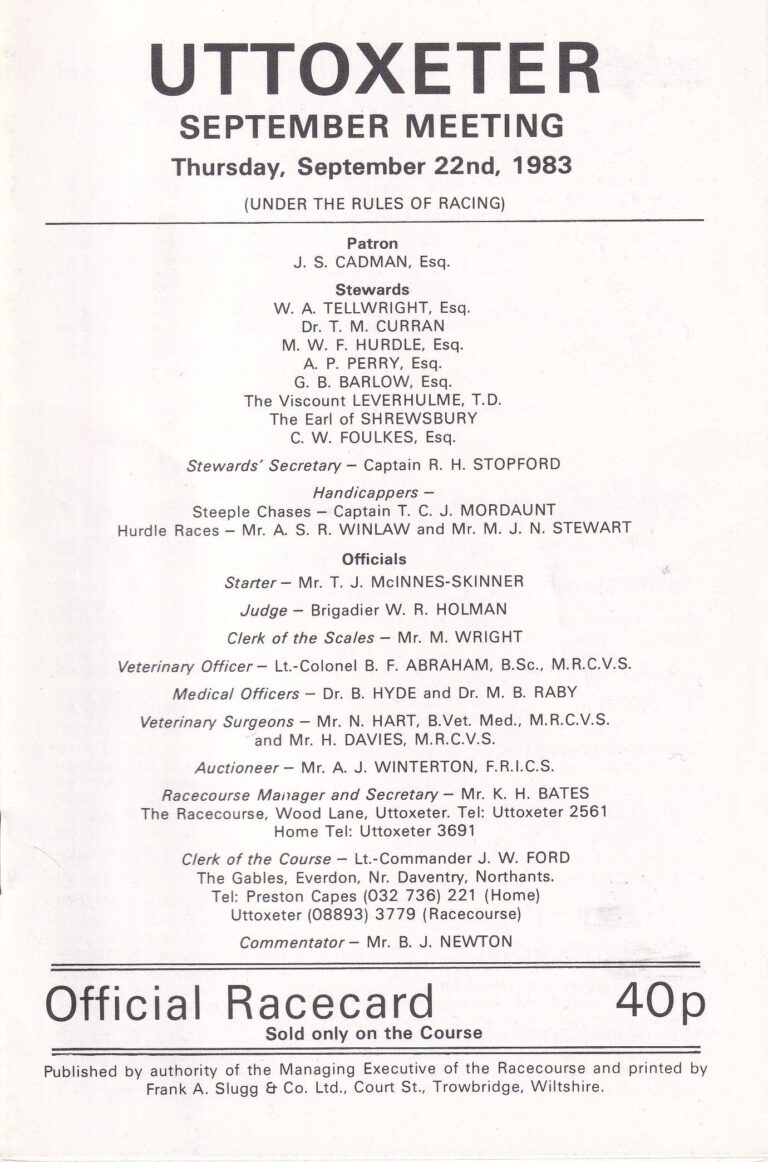 UTTOXETER
SEPTEMBER MEETING
Thursday, September 22nd, 1983
(UNDER THE RULES OF RACING)
Patron
J. S. CADMAN, Esq.
Stewards
W. A. TELLWRIGHT, Esq.
Dr. T. M. CURRAN
M. W. F. HURDLE, Esq.
A. P. PERRY, Esq.
G. B. BARLOW, Esq.
The Viscount LEVERHULME, T.D.
The Earl of SHREWSBURY
C. W. FOULKES, Esq.
Stewards' Secretary – Captain R. H. STOPFORD
Handicappers –
Steeple Chases – Captain T. C. J. MORDAUNT
Hurdle Races – Mr. A. S. R. WINLAW and Mr. M. J. N. STEWART
Officials
Starter – Mr. T. J. McINNES-SKINNER
Judge – Brigadier W. R. HOLMAN
Clerk of the Scales – Mr. M. WRIGHT
Veterinary Officer – Lt.-Colonel B. F. ABRAHAM, B.Sc., M.R.C.V.S.
Medical Officers – Dr. B. HYDE and Dr. M. B. RABY
Veterinary Surgeons – Mr. N. HART, B.Vet. Med., M.R.C.V.S.
and Mr. H. DAVIES, M.R.C.V.S.
Auctioneer – Mr. A. J. WINTERTON, F.R.I.C.S.
Racecourse Manager and Secretary – Mr. K. H. BATES
The Racecourse, Wood Lane, Uttoxeter. Tel: Uttoxeter 2561
Home Tel: Uttoxeter 3691
Clerk of the Course – Lt.-Commander J. W. FORD
The Gables, Everdon, Nr. Daventry, Northants.
Tel: Preston Capes (032 736) 221 (Home)
Uttoxeter (08893) 3779 (Racecourse)
Commentator – Mr. B. J. NEWTON
Official Racecard 40p
Sold only on the Course
Published by authority of the Managing Executive of the Racecourse and printed by
Frank A. Slugg & Co. Ltd., Court St., Trowbridge, Wiltshire.